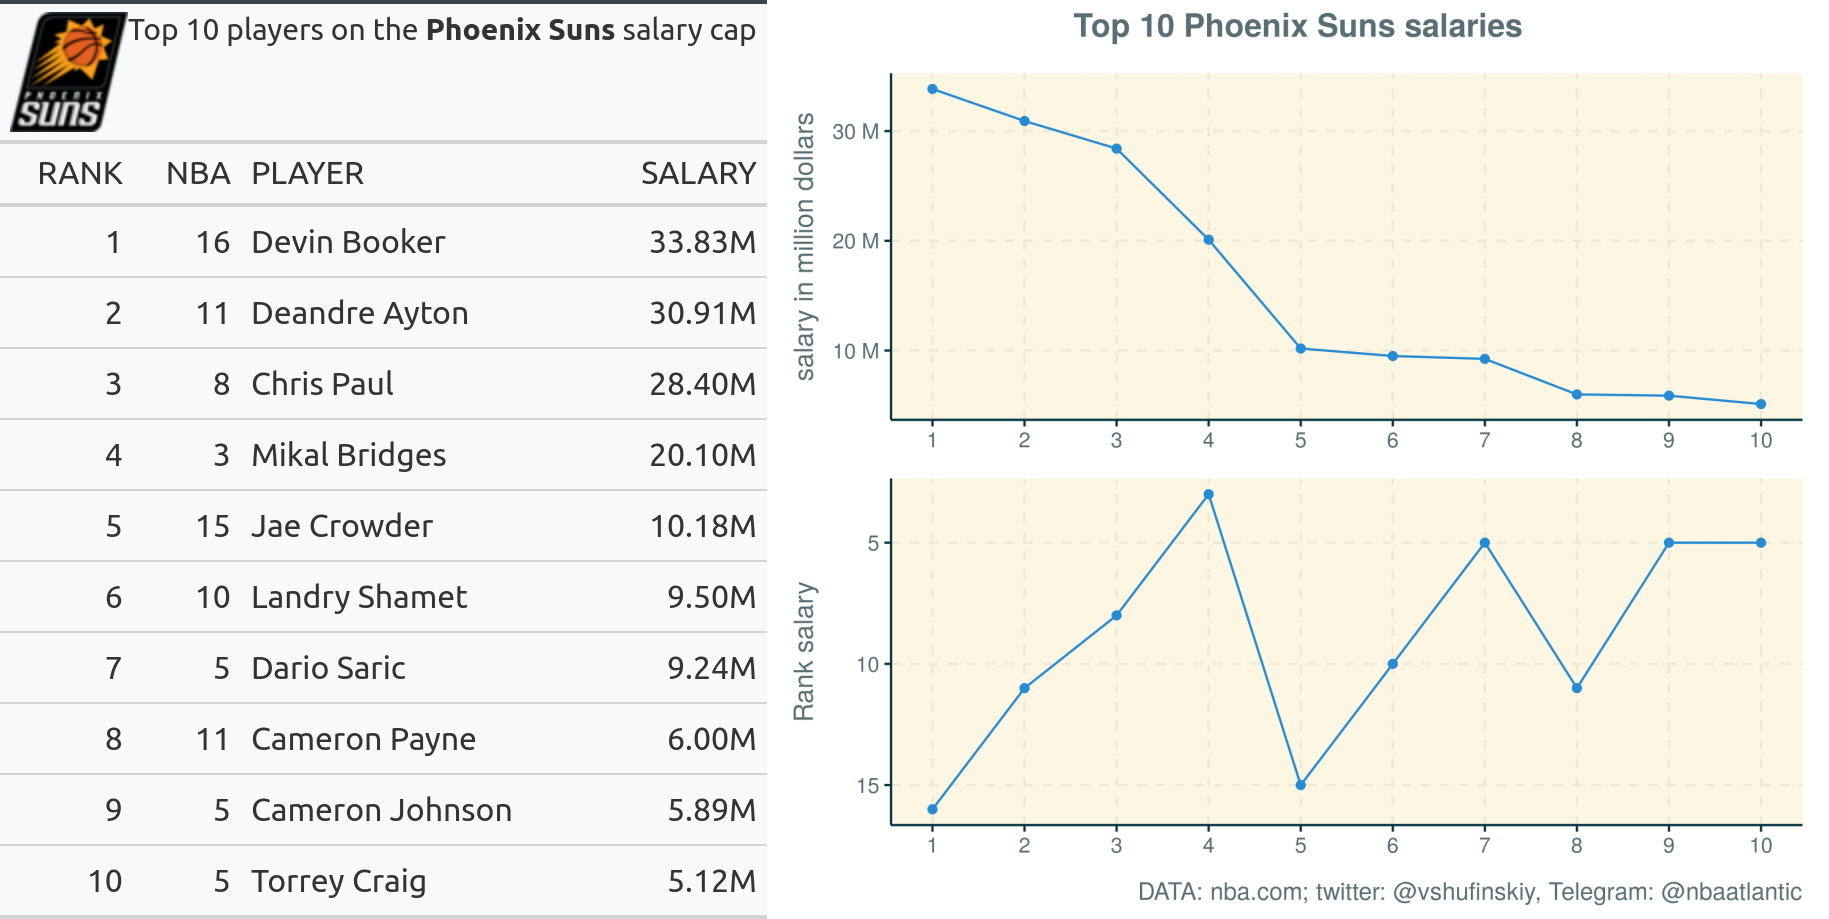 Top 10 players on the Phoenix Suns salary cap
PHOENIX
SUNS
RANK NBA PLAYER SALARY
1 16 Devin Booker 33.83M
2 11 Deandre Ayton 30.91M
3 8 Chris Paul 28.40M
4 3 Mikal Bridges 20.10M
5 15 Jae Crowder 10.18M
6 10 Landry Shamet 9.50M
7 5 Dario Saric 9.24M
8 11 Cameron Payne 6.00M
9 5 Cameron Johnson 5.89M
10 5 Torrey Craig 5.12M
Top 10 Phoenix Suns salaries
salary in million dollars
30 M
20 M
10 M
1 2 3 4 5 6 7 8 9 10
Rank salary
5
10
15
1 2 3 4 5 6 7 8 9 10
DATA: nba.com; twitter: @vshufinskiy, Telegram: @nbaatlantic